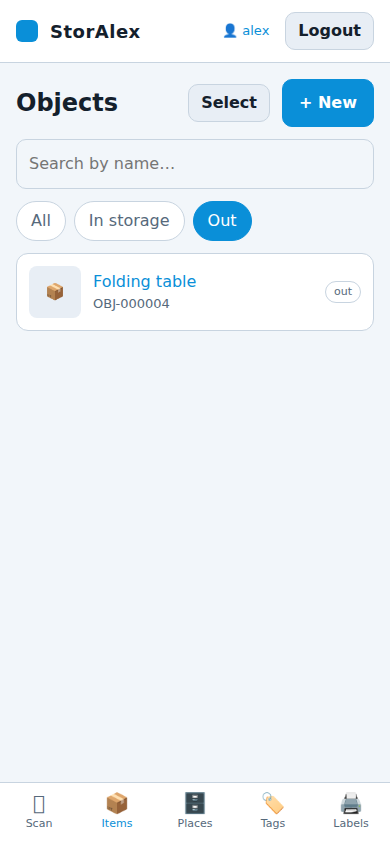 StorAlex
alex
Logout
Objects
Select
+ New
Search by name...
All
In storage
Out
Folding table
OBJ-000004
out
Scan
Items
Places
Tags
Labels